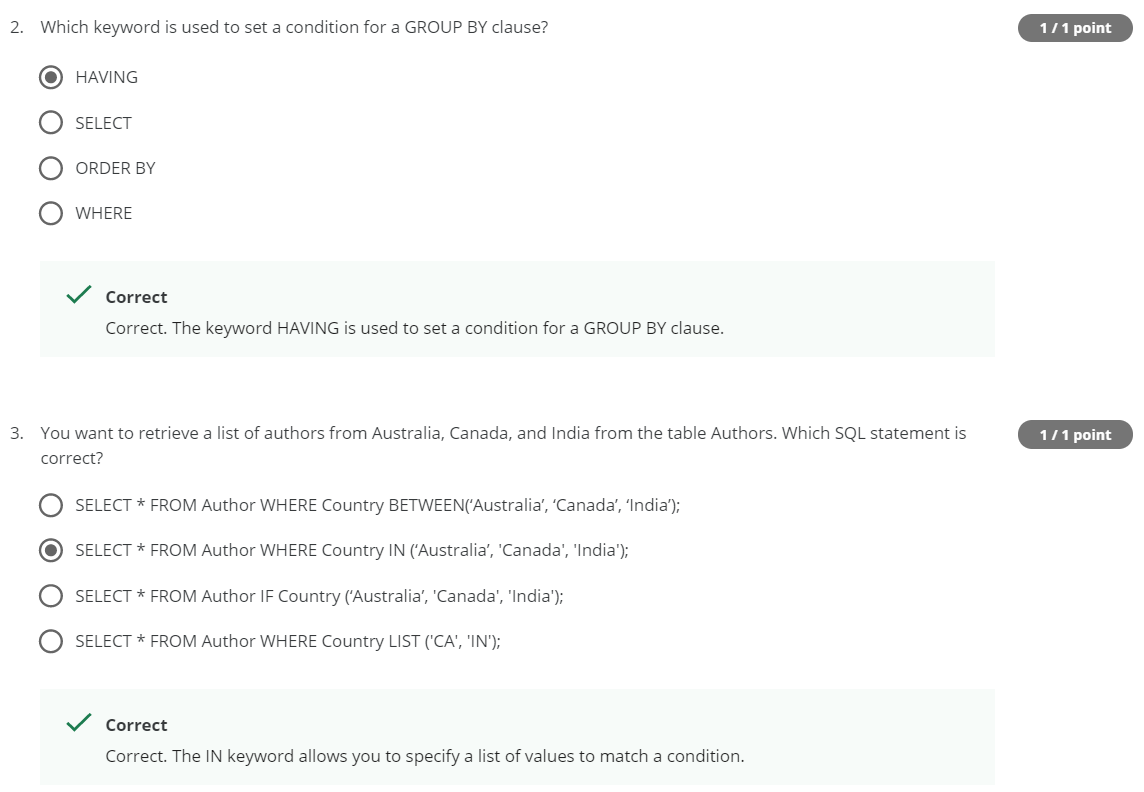 2. Which keyword is used to set a condition for a GROUP BY clause? 1 / 1 point
HAVING
SELECT
ORDER BY
WHERE
Correct
Correct. The keyword HAVING is used to set a condition for a GROUP BY clause.
3. You want to retrieve a list of authors from Australia, Canada, and India from the table Authors. Which SQL statement is 1 / 1 point
correct?
SELECT * FROM Author WHERE Country BETWEEN(‘Australia’, ‘Canada’, ‘India’);
SELECT * FROM Author WHERE Country IN (‘Australia’, 'Canada', 'India');
SELECT * FROM Author IF Country (‘Australia’, 'Canada', 'India');
SELECT * FROM Author WHERE Country LIST ('CA', 'IN');
Correct
Correct. The IN keyword allows you to specify a list of values to match a condition.